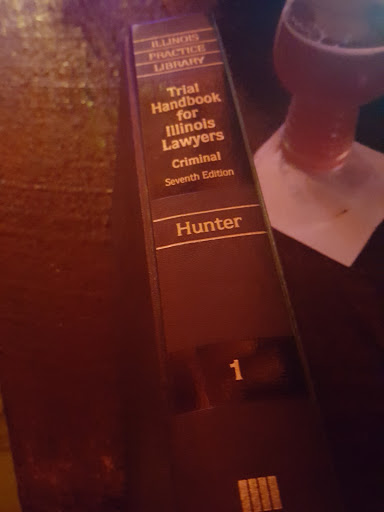 ILLINOIS
PRACTICE
LIBRARY
Trial
Handbook
for
Illinois
Lawyers
Criminal
Seventh Edition
Hunter
1